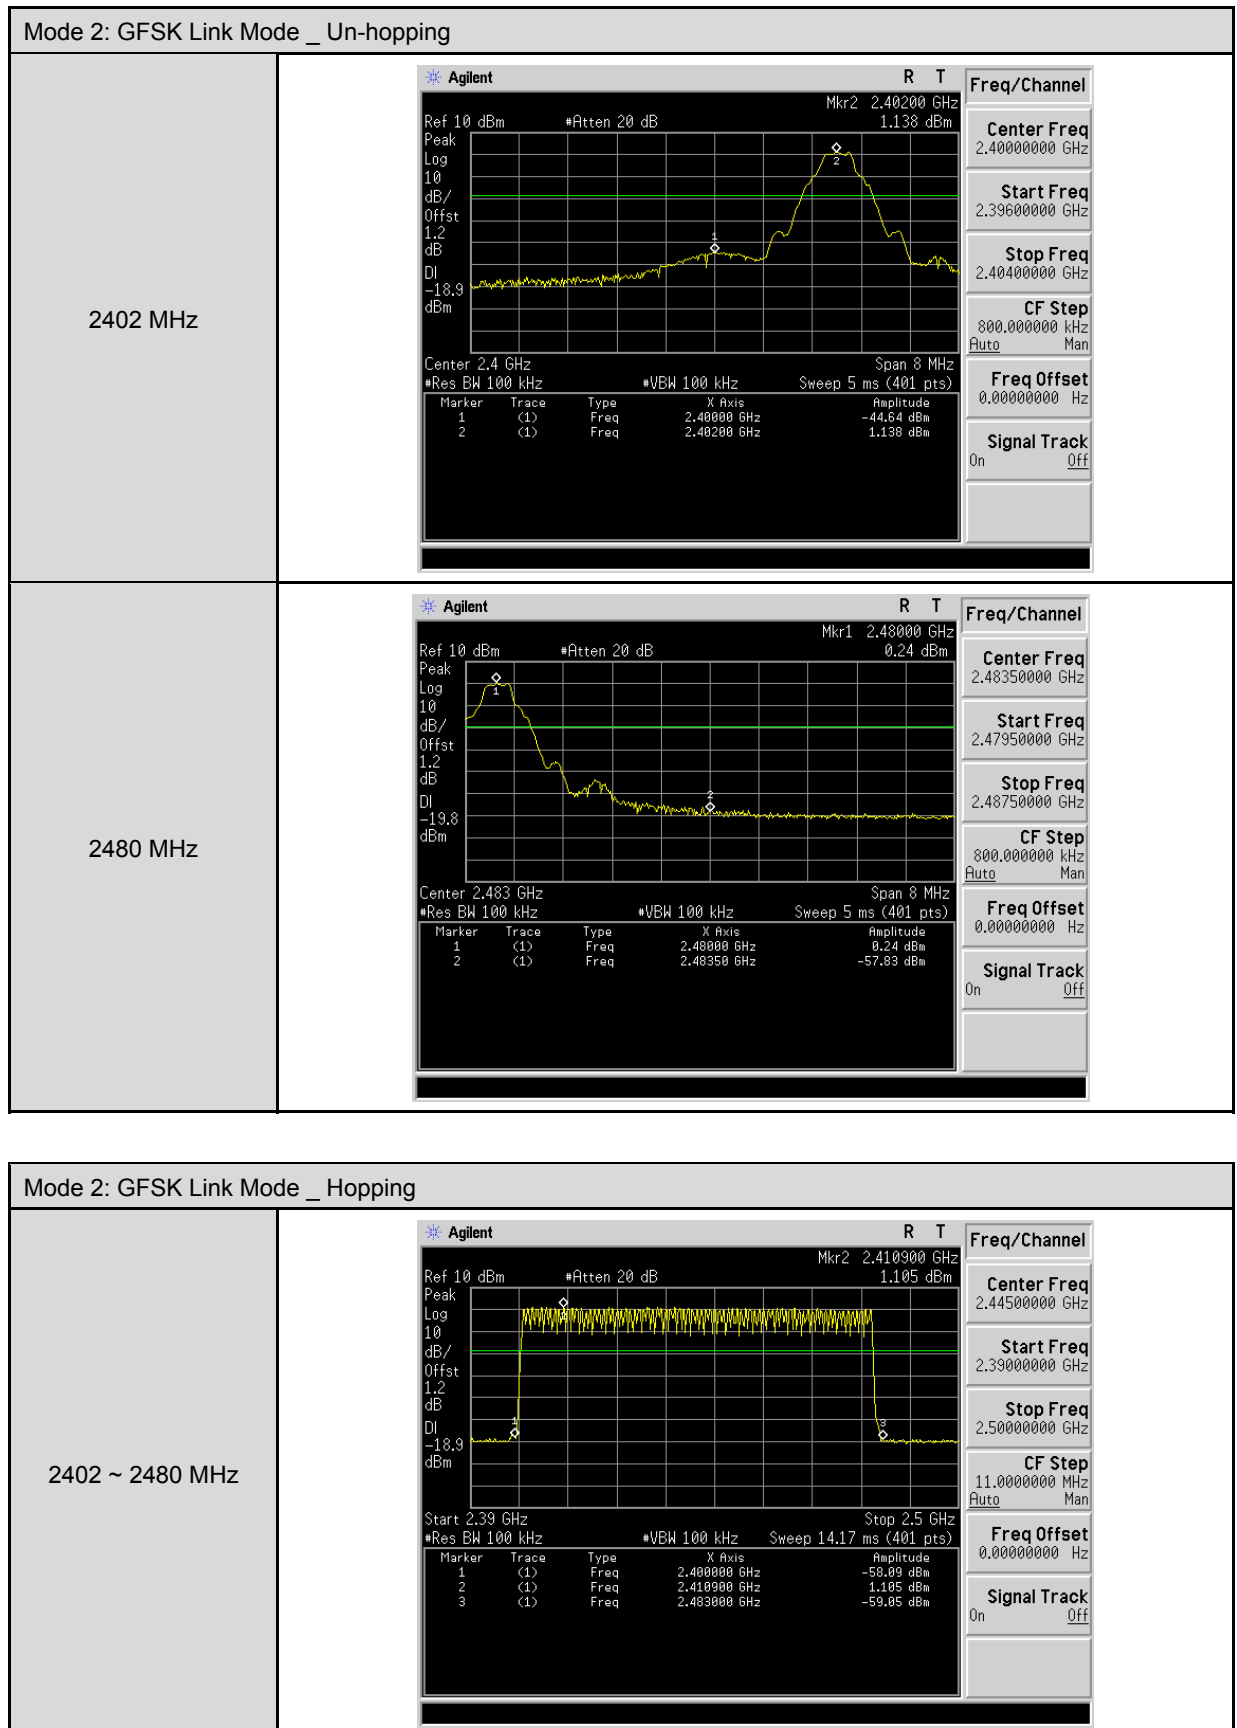 Mode 2: GFSK Link Mode _ Un-hopping
2402 MHz
Agilent R T
Mkr2 2.40200 GHz
Ref 10 dBm #Atten 20 dB 1.138 dBm
Peak
Log
10
dB/
Offst
1.2
dB
DI
-18.9
dBm
1
2
Center 2.4 GHz Span 8 MHz
#Res BW 100 kHz #VBW 100 kHz Sweep 5 ms (401 pts)
Marker Trace Type X Axis Amplitude
1 (1) Freq 2.40000 GHz -44.64 dBm
2 (1) Freq 2.40200 GHz 1.138 dBm
Freq/Channel
Center Freq
2.40000000 GHz
Start Freq
2.39600000 GHz
Stop Freq
2.40400000 GHz
CF Step
800.000000 kHz
Auto Man
Freq Offset
0.00000000 Hz
Signal Track
On Off
2480 MHz
Agilent R T
Mkr1 2.48000 GHz
Ref 10 dBm #Atten 20 dB 0.24 dBm
Peak
Log
10
dB/
Offst
1.2
dB
DI
-19.8
dBm
1
2
Center 2.483 GHz Span 8 MHz
#Res BW 100 kHz #VBW 100 kHz Sweep 5 ms (401 pts)
Marker Trace Type X Axis Amplitude
1 (1) Freq 2.48000 GHz 0.24 dBm
2 (1) Freq 2.48350 GHz -57.83 dBm
Freq/Channel
Center Freq
2.48350000 GHz
Start Freq
2.47950000 GHz
Stop Freq
2.48750000 GHz
CF Step
800.000000 kHz
Auto Man
Freq Offset
0.00000000 Hz
Signal Track
On Off
Mode 2: GFSK Link Mode _ Hopping
2402 ~ 2480 MHz
Agilent R T
Mkr2 2.410900 GHz
Ref 10 dBm #Atten 20 dB 1.105 dBm
Peak
Log
10
dB/
Offst
1.2
dB
DI
-18.9
dBm
1
3
Start 2.39 GHz Stop 2.5 GHz
#Res BW 100 kHz #VBW 100 kHz Sweep 14.17 ms (401 pts)
Marker Trace Type X Axis Amplitude
1 (1) Freq 2.400000 GHz -58.09 dBm
2 (1) Freq 2.410900 GHz 1.105 dBm
3 (1) Freq 2.483000 GHz -59.05 dBm
Freq/Channel
Center Freq
2.44500000 GHz
Start Freq
2.39000000 GHz
Stop Freq
2.50000000 GHz
CF Step
11.0000000 MHz
Auto Man
Freq Offset
0.00000000 Hz
Signal Track
On Off